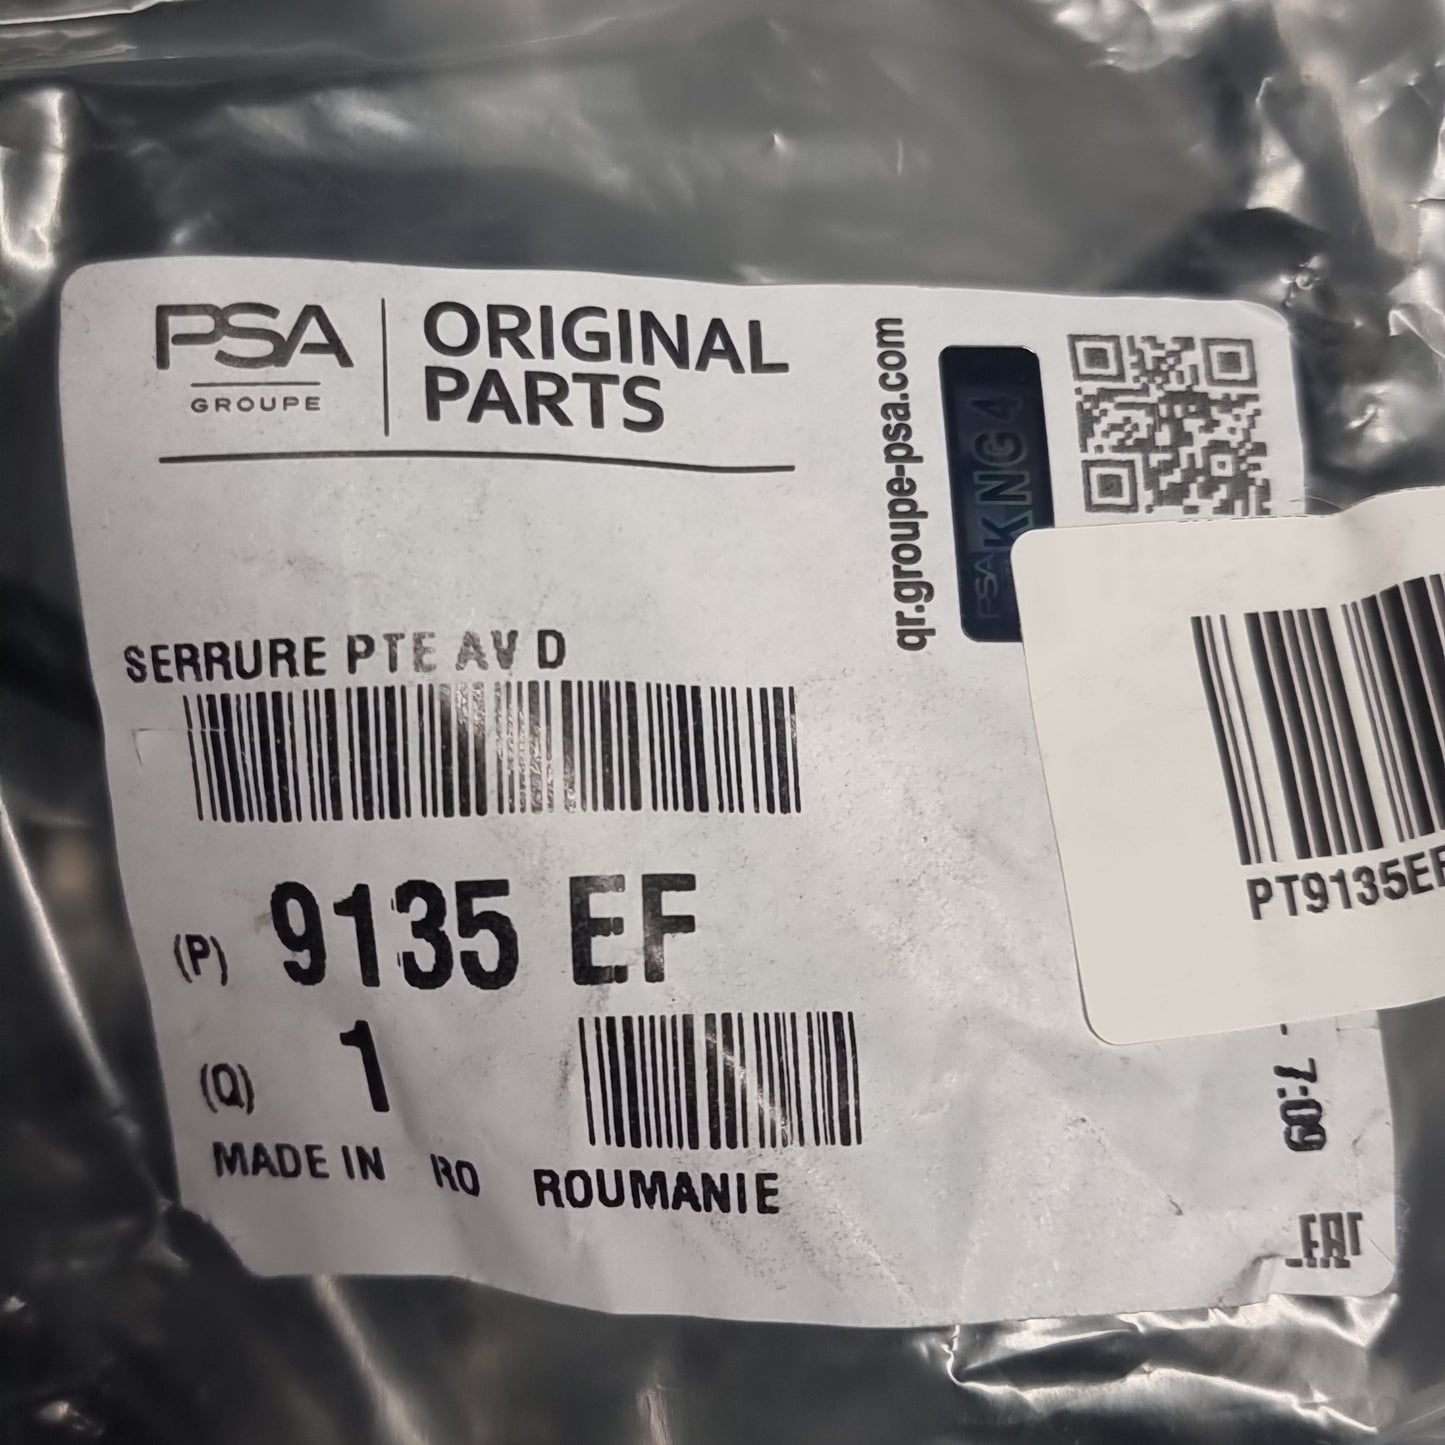 PSA
GROUPE
ORIGINAL
PARTS
qr.groupe-psa.com
PSA KNG4
SERRURE PTE AV D
(P) 9135 EF
(Q) 1
MADE IN RO ROUMANIE
PT9135EF
EAC